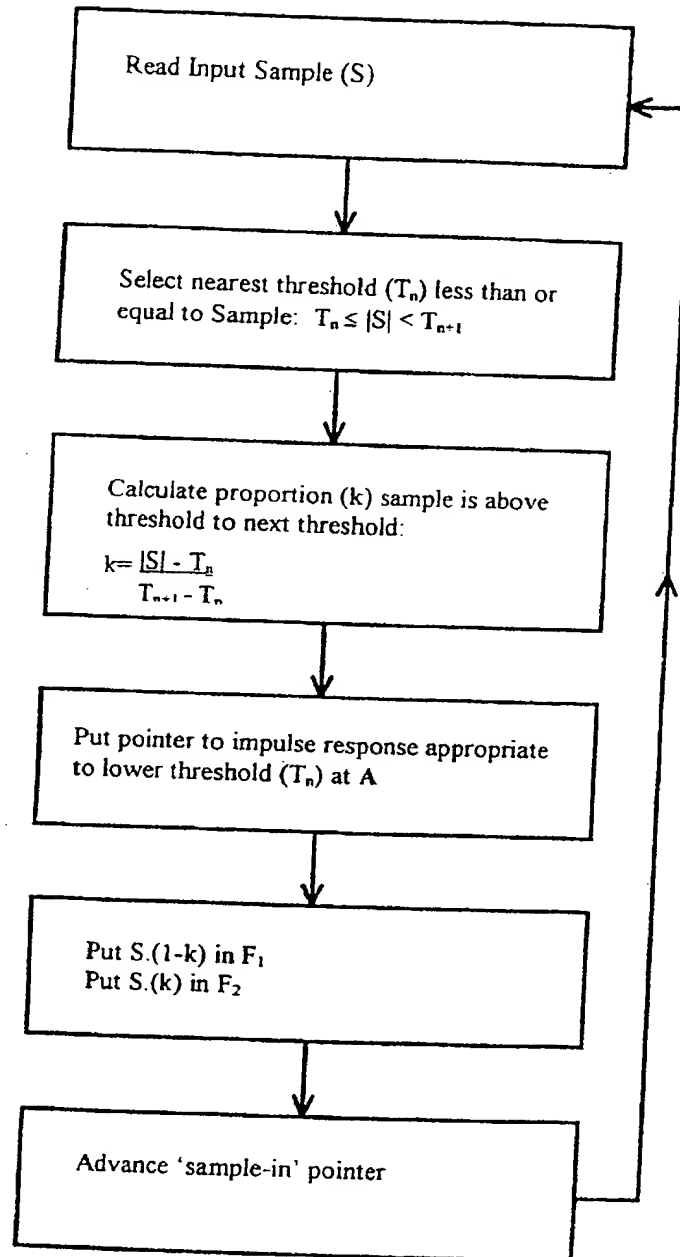 Read Input Sample (S)
Select nearest threshold (Tₙ) less than or
equal to Sample: Tₙ ≤ |S| < Tₙ₊₁
Calculate proportion (k) sample is above
threshold to next threshold:
k= |S| - Tₙ
Tₙ₊₁ - Tₙ
Put pointer to impulse response appropriate
to lower threshold (Tₙ) at A
Put S.(1-k) in F₁
Put S.(k) in F₂
Advance ‘sample-in’ pointer